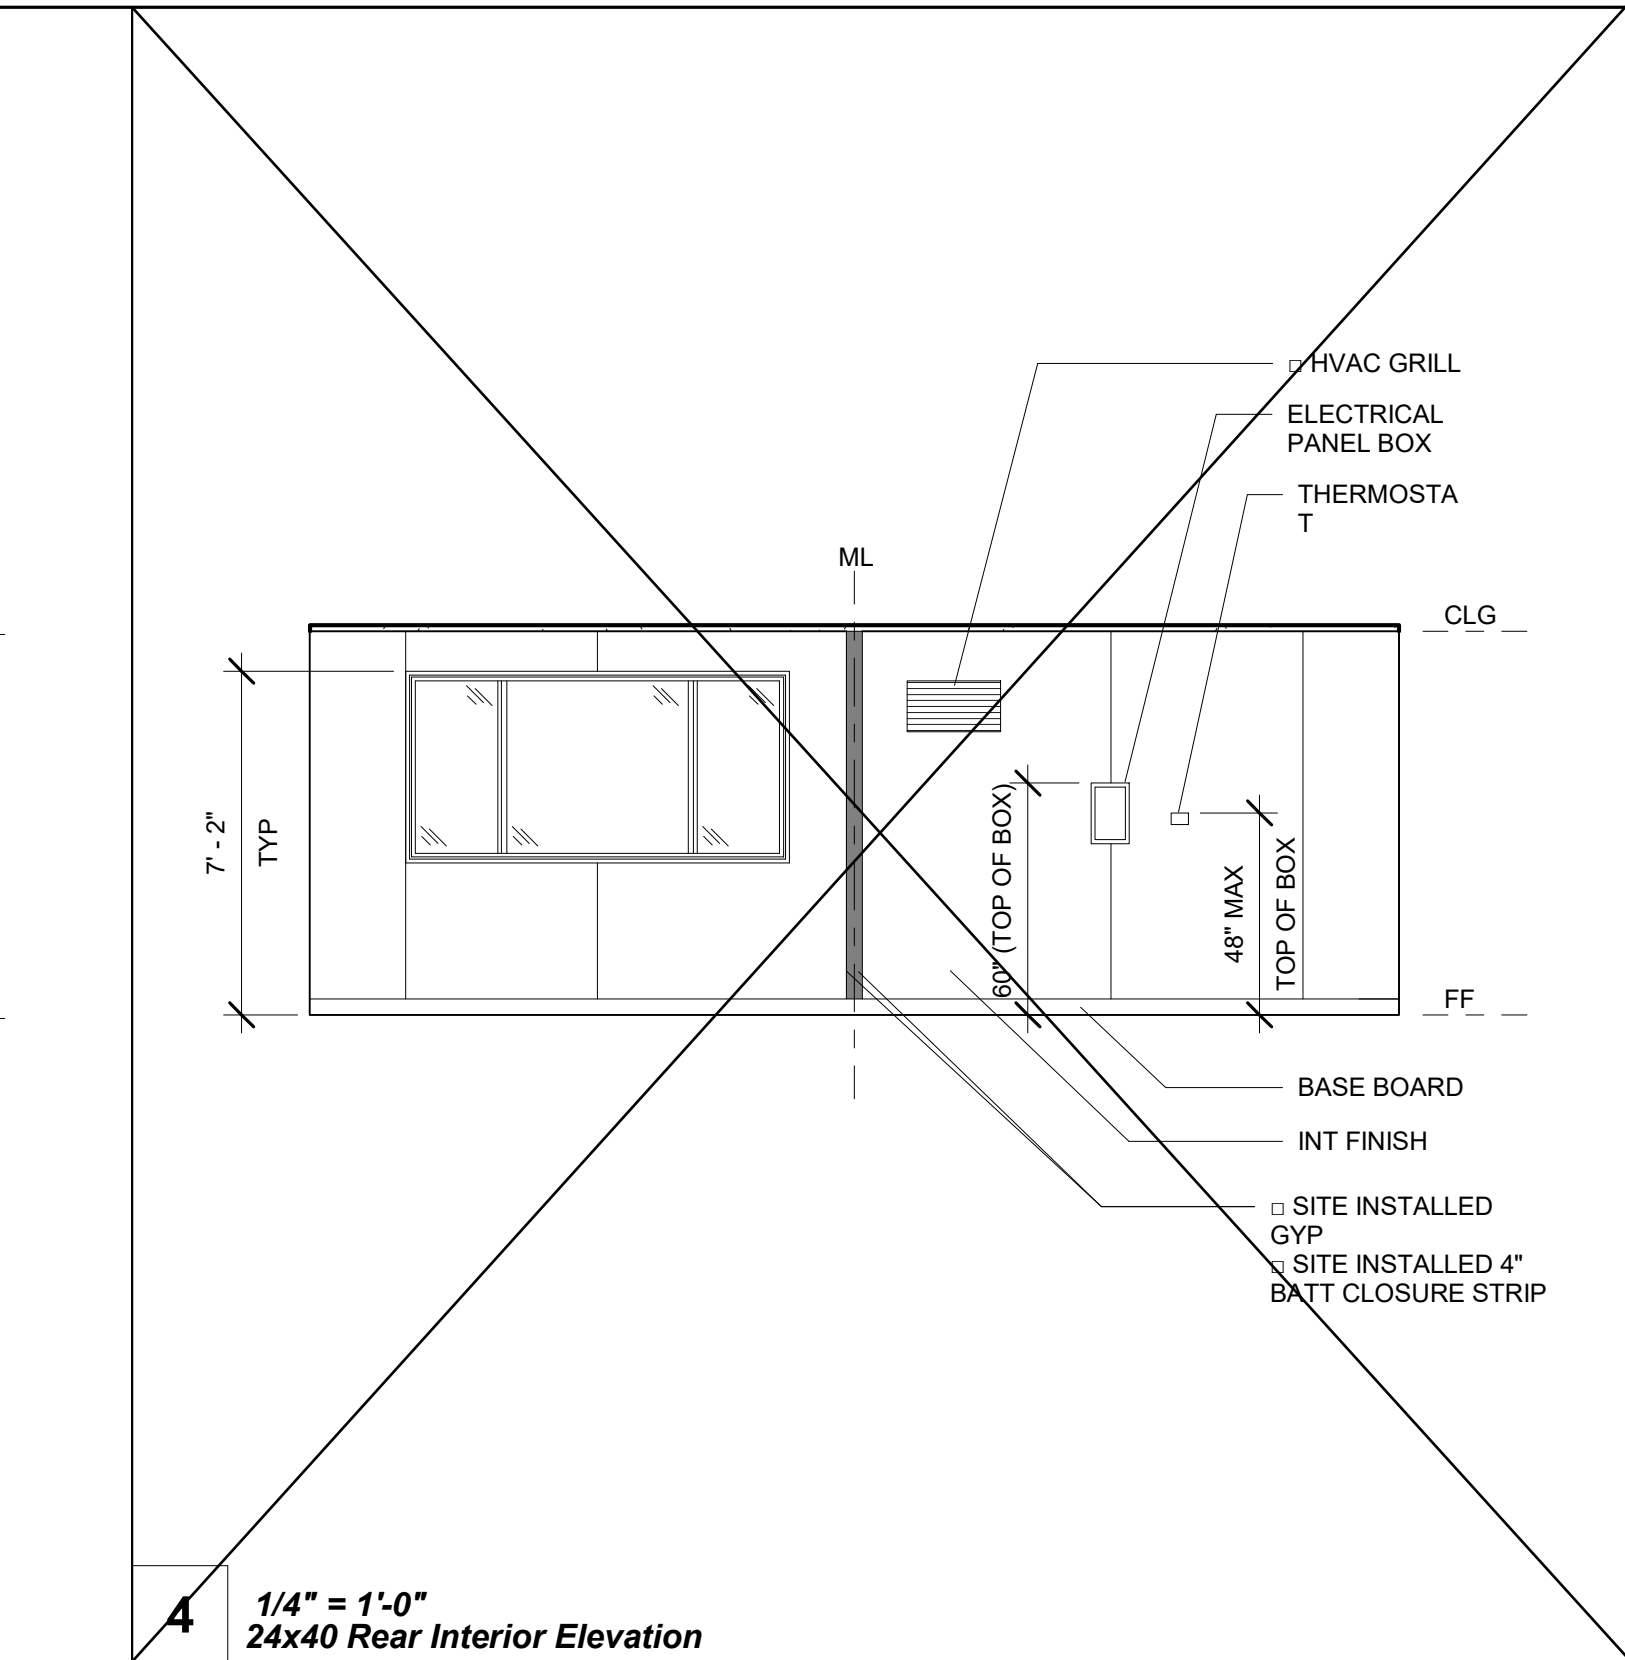 □ HVAC GRILL
ELECTRICAL
PANEL BOX
THERMOSTA
T
ML
CLG
7' - 2"
TYP
60" (TOP OF BOX)
48" MAX
TOP OF BOX
FF
BASE BOARD
INT FINISH
□ SITE INSTALLED
GYP
□ SITE INSTALLED 4"
BATT CLOSURE STRIP
4
1/4" = 1'-0"
24x40 Rear Interior Elevation